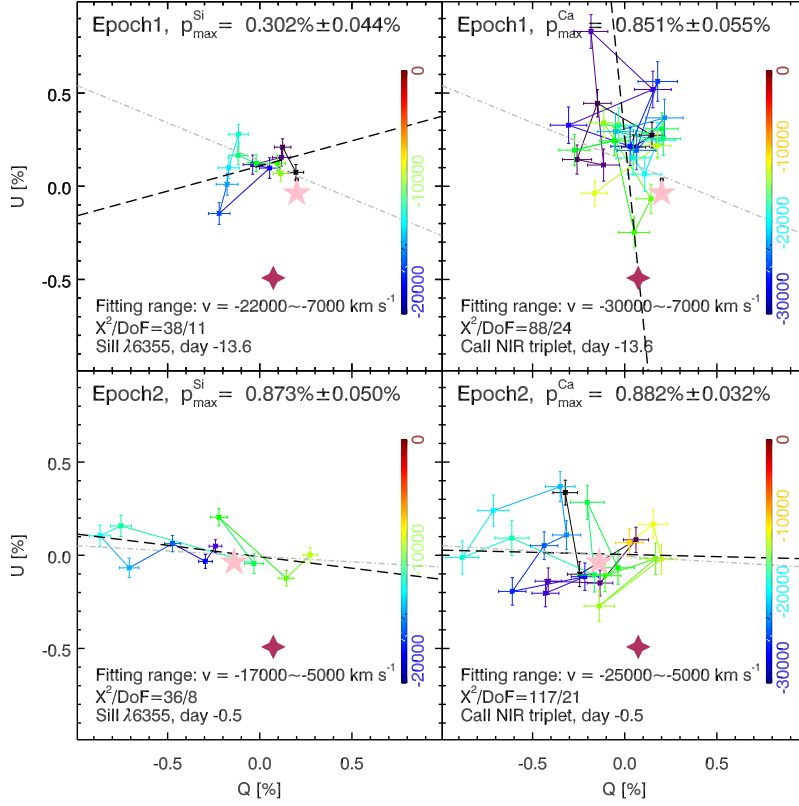 Epoch1, p_max^Si = 0.302%±0.044%
Epoch1, p_max^Ca = 0.851%±0.055%
0
-10000
-20000
0
-10000
-20000
-30000
U [%]
0.5
0.0
-0.5
Fitting range: v = -22000~-7000 km s^-1
X^2/DoF=38/11
SiII λ6355, day -13.6
Fitting range: v = -30000~-7000 km s^-1
X^2/DoF=88/24
CaII NIR triplet, day -13.6
Epoch2, p_max^Si = 0.873%±0.050%
Epoch2, p_max^Ca = 0.882%±0.032%
0
-10000
-20000
0
-10000
-20000
-30000
U [%]
0.5
0.0
-0.5
Fitting range: v = -17000~-5000 km s^-1
X^2/DoF=36/8
SiII λ6355, day -0.5
Fitting range: v = -25000~-5000 km s^-1
X^2/DoF=117/21
CaII NIR triplet, day -0.5
-0.5 0.0 0.5
-0.5 0.0 0.5
Q [%]
Q [%]